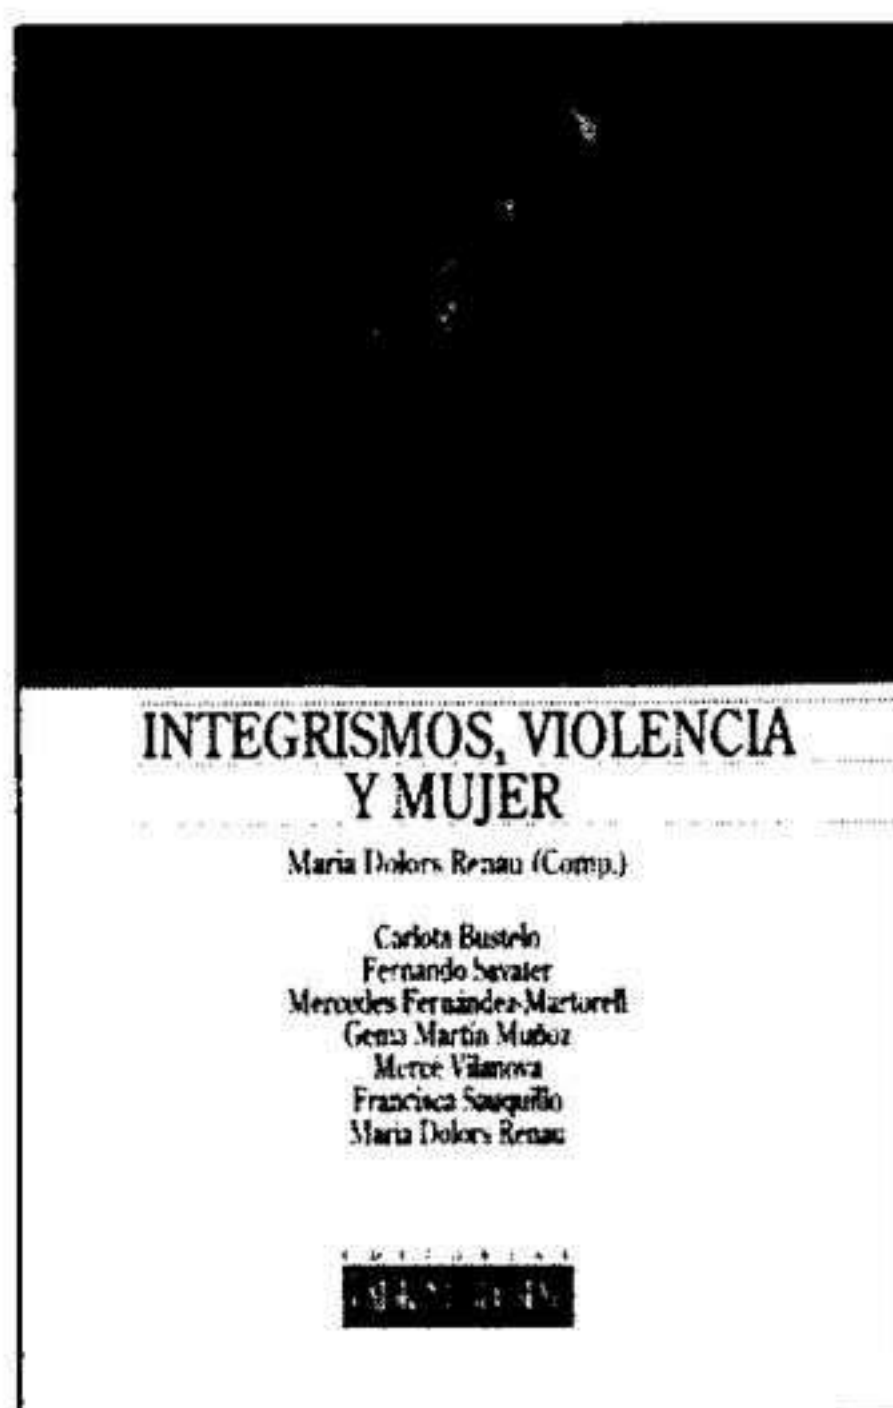 INTEGRISMOS, VIOLENCIA
Y MUJER
Maria Dolors Renau (Comp.)
Carlota Bustelo
Fernando Savater
Mercedes Fernández-Martorell
Gema Martín Muñoz
Mercé Vilanova
Francisca Sauquillo
Maria Dolors Renau